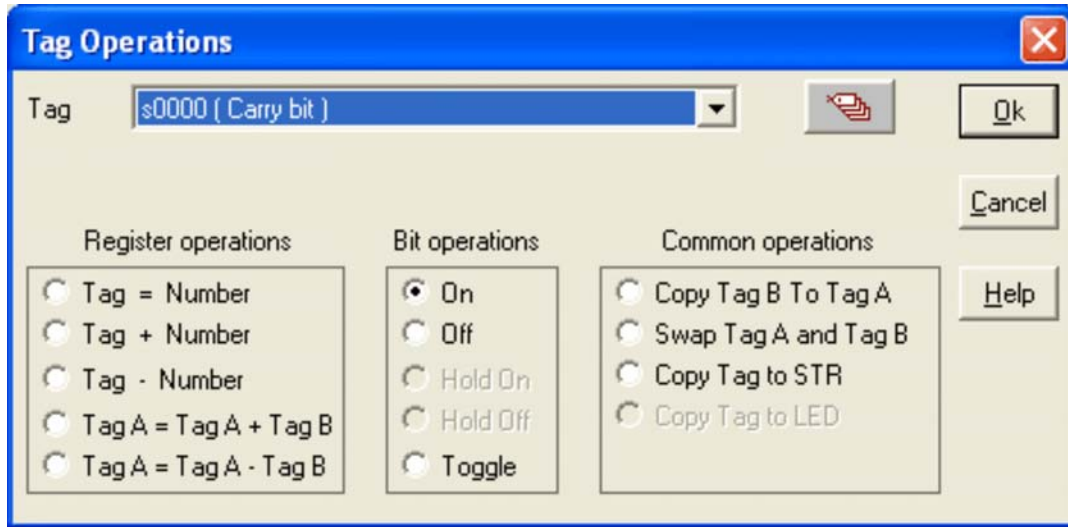 Tag Operations
Tag
s0000 ( Carry bit )
Ok
Cancel
Help
Register operations
Tag = Number
Tag + Number
Tag - Number
Tag A = Tag A + Tag B
Tag A = Tag A - Tag B
Bit operations
On
Off
Hold On
Hold Off
Toggle
Common operations
Copy Tag B To Tag A
Swap Tag A and Tag B
Copy Tag to STR
Copy Tag to LED